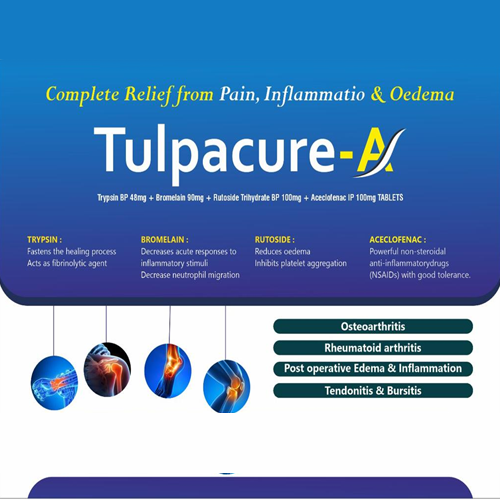 Complete Relief from Pain, Inflammatio & Oedema
Tulpacure-A
Trypsin BP 48mg + Bromelain 90mg + Rutoside Trihydrate BP 100mg + Aceclofenac IP 100mg TABLETS
TRYPSIN :
Fastens the healing process
Acts as fibrinolytic agent
BROMELAIN :
Decreases acute responses to
inflammatory stimuli
Decrease neutrophil migration
RUTOSIDE :
Reduces oedema
Inhibits platelet aggregation
ACECLOFENAC :
Powerful non-steroidal
anti-inflammatorydrugs
(NSAIDs) with good tolerance.
Osteoarthritis
Rheumatoid arthritis
Post operative Edema & Inflammation
Tendonitis & Bursitis